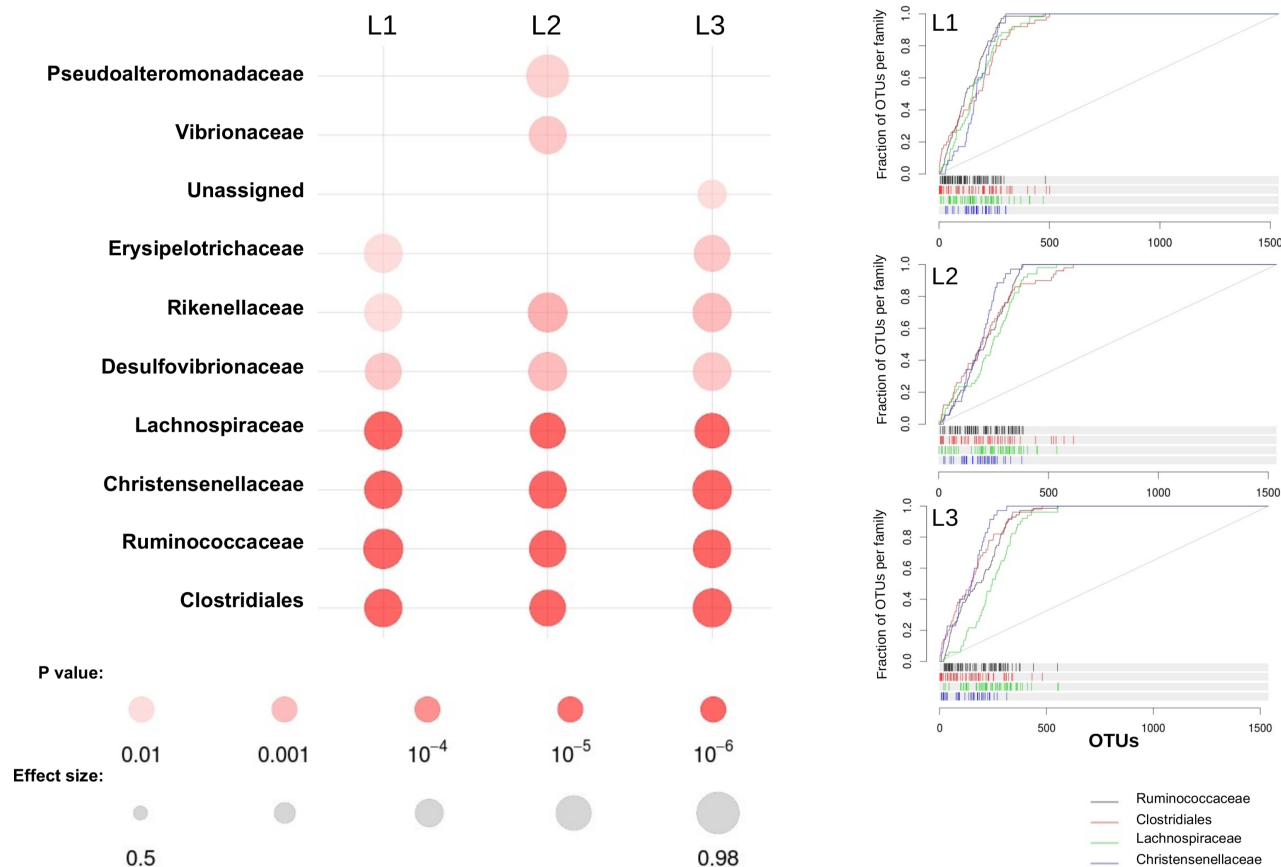 L1 L2 L3
Pseudoalteromonadaceae
Vibrionaceae
Unassigned
Erysipelotrichaceae
Rikenellaceae
Desulfovibrionaceae
Lachnospiraceae
Christensenellaceae
Ruminococcaceae
Clostridiales
P value:
0.01 0.001 10⁻⁴ 10⁻⁵ 10⁻⁶
Effect size:
0.5 0.98
L1
Fraction of OTUs per family
0.0 0.2 0.4 0.6 0.8 1.0
0 500 1000 1500
L2
Fraction of OTUs per family
0.0 0.2 0.4 0.6 0.8 1.0
0 500 1000 1500
L3
Fraction of OTUs per family
0.0 0.2 0.4 0.6 0.8 1.0
0 500 1000 1500
OTUs
Ruminococcaceae
Clostridiales
Lachnospiraceae
Christensenellaceae